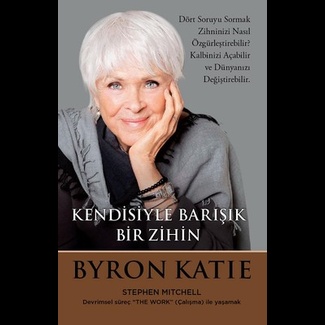 Dört Soruyu Sormak
Zihninizi Nasıl
Özgürleştirebilir?
Kalbinizi Açabilir
ve Dünyanızı
Değiştirebilir.
KENDİSİYLE BARIŞIK
BİR ZİHİN
BYRON KATIE
STEPHEN MITCHELL
Devrimsel süreç "THE WORK" (Çalışma) ile yaşamak